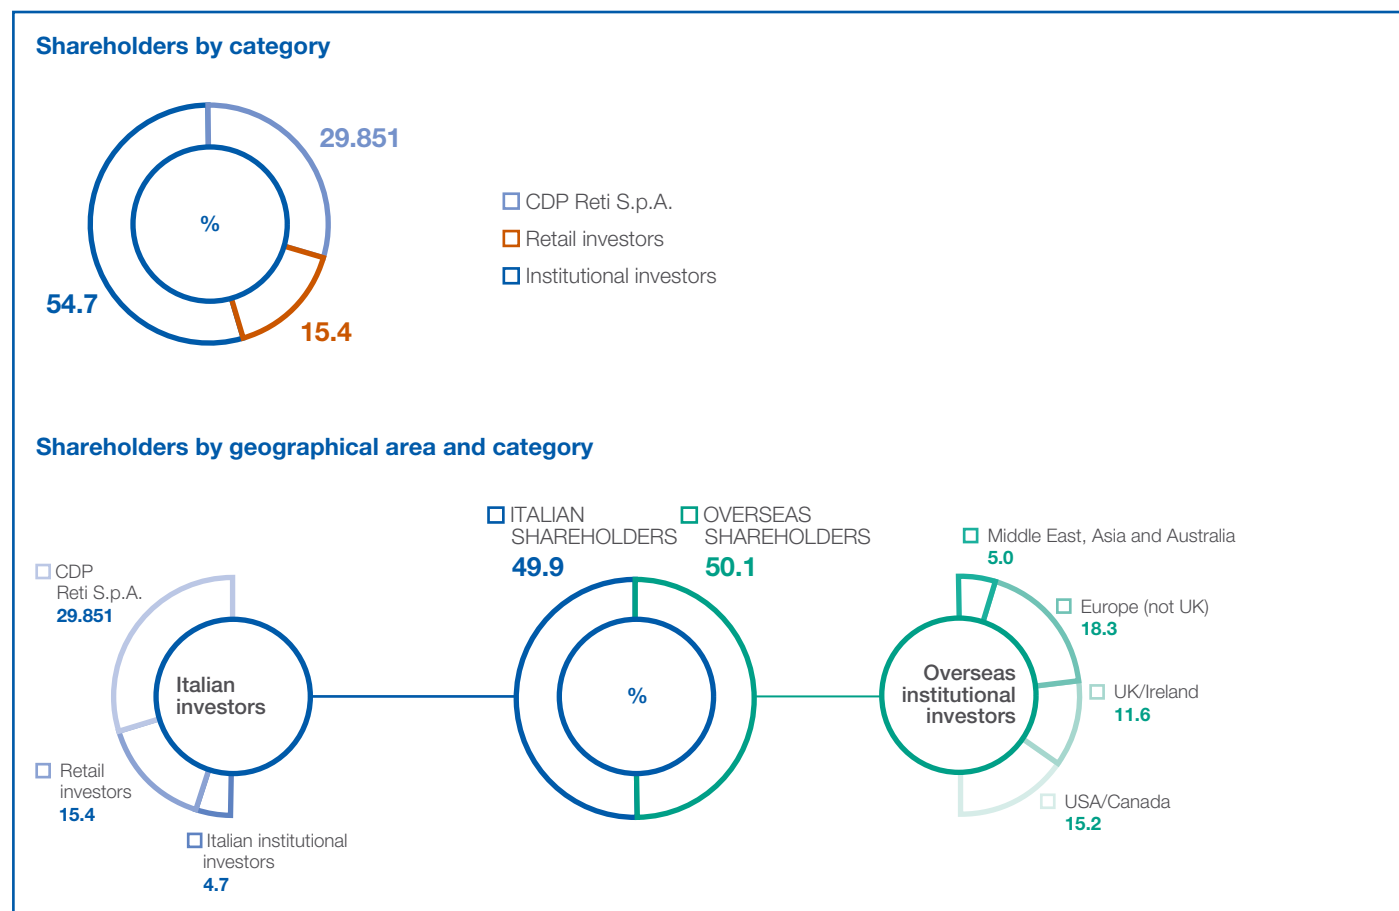 Shareholders by category
29.851
%
54.7
15.4
CDP Reti S.p.A.
Retail investors
Institutional investors
Shareholders by geographical area and category
ITALIAN
SHAREHOLDERS
49.9
OVERSEAS
SHAREHOLDERS
50.1
CDP
Reti S.p.A.
29.851
Italian
investors
Retail
investors
15.4
Italian institutional
investors
4.7
%
Overseas
institutional
investors
Middle East, Asia and Australia
5.0
Europe (not UK)
18.3
UK/Ireland
11.6
USA/Canada
15.2